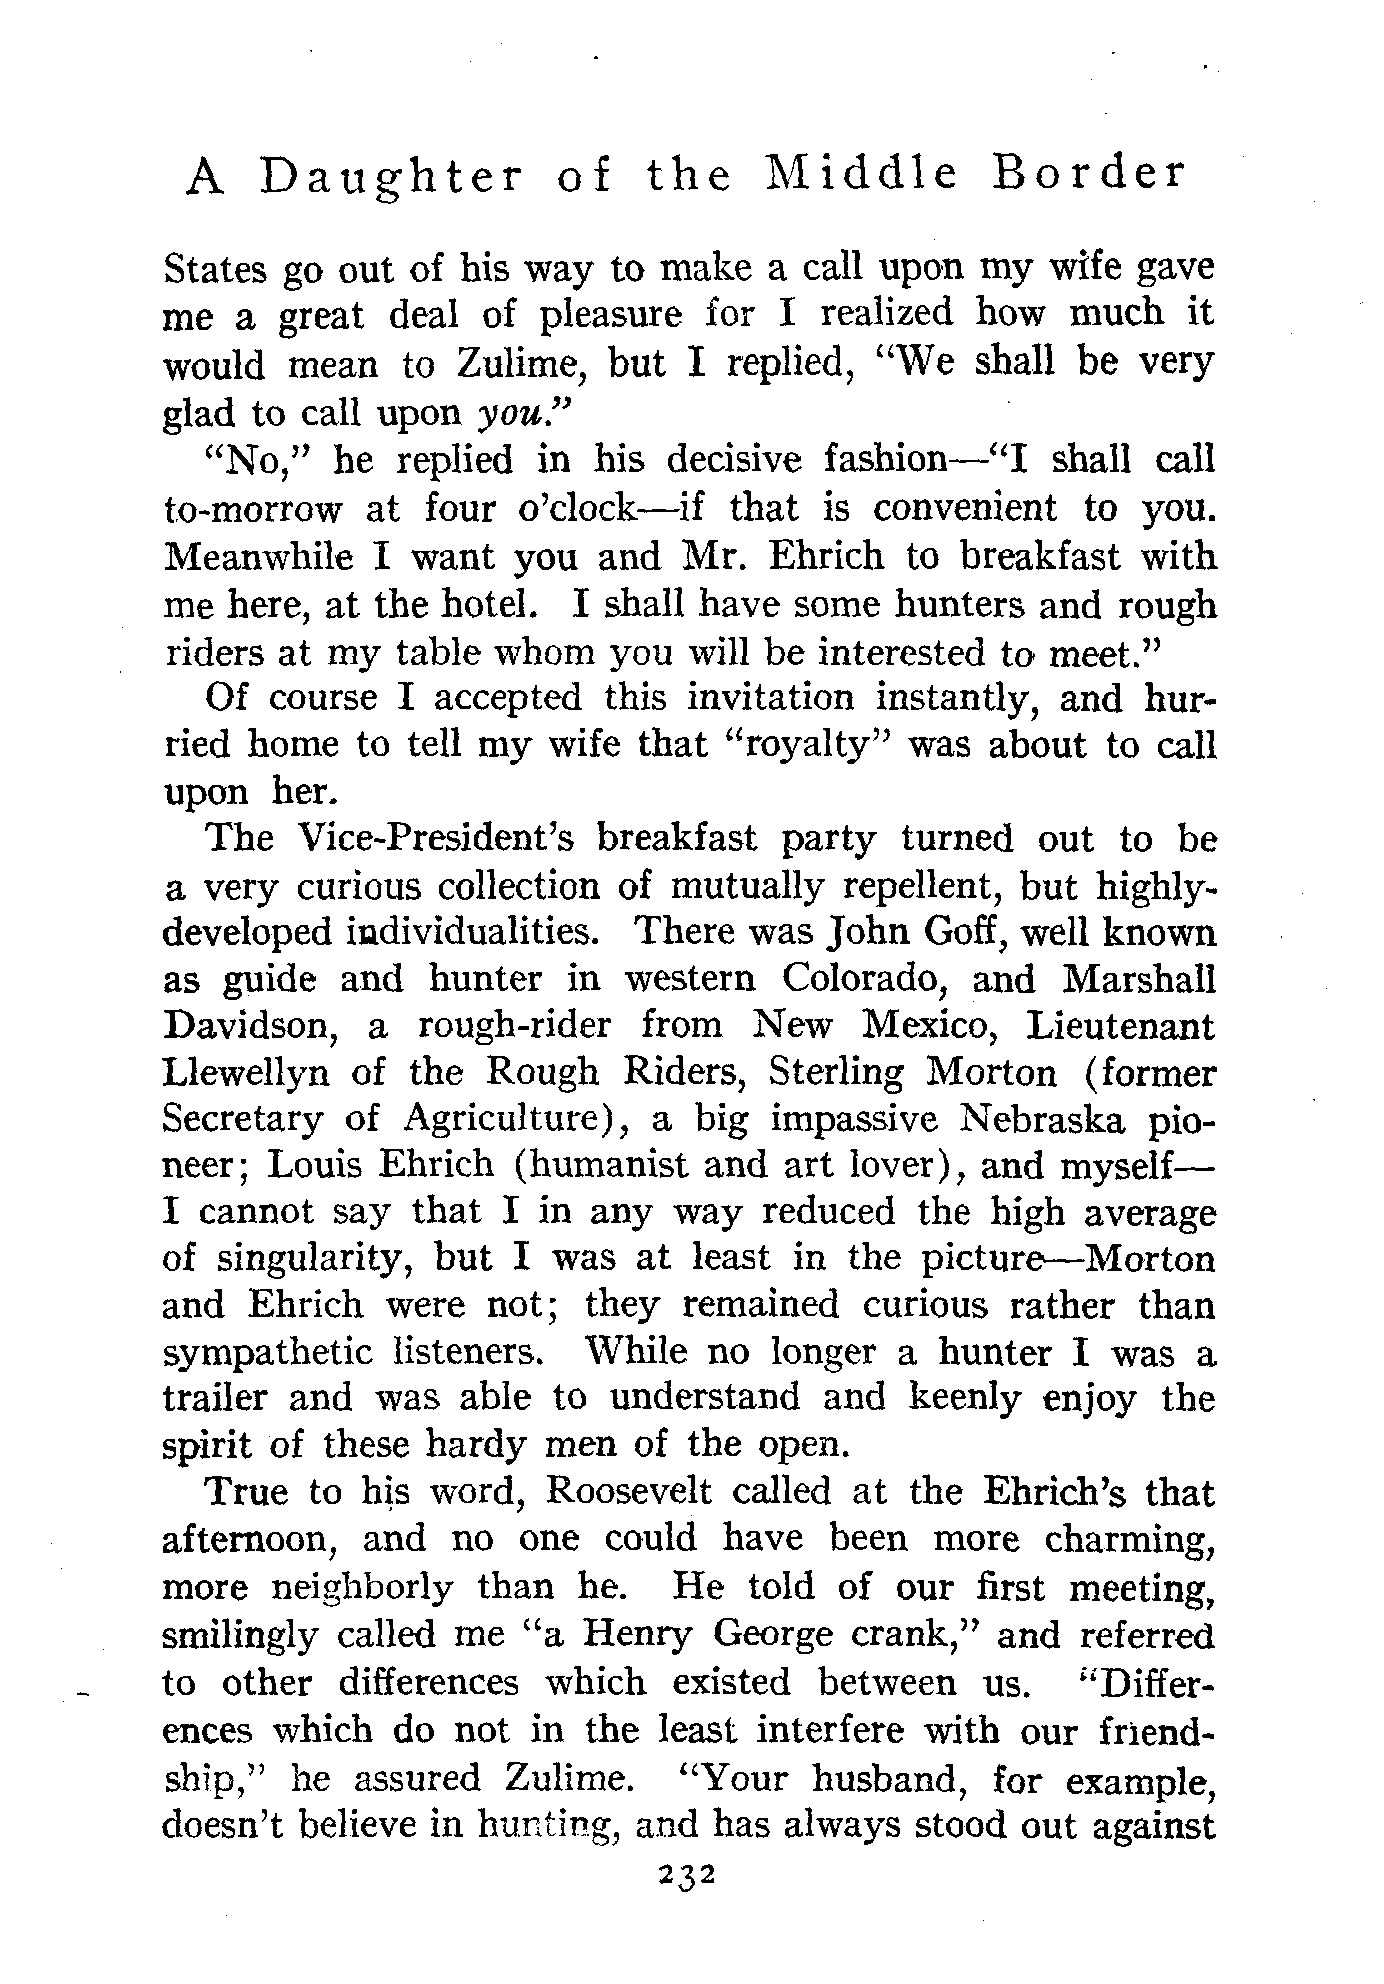 A Daughter of the Middle Border
States go out of his way to make a call upon my wife gave
me a great deal of pleasure for I realized how much it
would mean to Zulime, but I replied, “We shall be very
glad to call upon you.”
“No,” he replied in his decisive fashion—“I shall call
to-morrow at four o’clock—if that is convenient to you.
Meanwhile I want you and Mr. Ehrich to breakfast with
me here, at the hotel. I shall have some hunters and rough
riders at my table whom you will be interested to meet.”
Of course I accepted this invitation instantly, and hur-
ried home to tell my wife that “royalty” was about to call
upon her.
The Vice-President’s breakfast party turned out to be
a very curious collection of mutually repellent, but highly-
developed individualities. There was John Goff, well known
as guide and hunter in western Colorado, and Marshall
Davidson, a rough-rider from New Mexico, Lieutenant
Llewellyn of the Rough Riders, Sterling Morton (former
Secretary of Agriculture), a big impassive Nebraska pio-
neer; Louis Ehrich (humanist and art lover), and myself—
I cannot say that I in any way reduced the high average
of singularity, but I was at least in the picture—Morton
and Ehrich were not; they remained curious rather than
sympathetic listeners. While no longer a hunter I was a
trailer and was able to understand and keenly enjoy the
spirit of these hardy men of the open.
True to his word, Roosevelt called at the Ehrich’s that
afternoon, and no one could have been more charming,
more neighborly than he. He told of our first meeting,
smilingly called me “a Henry George crank,” and referred
to other differences which existed between us. “Differ-
ences which do not in the least interfere with our friend-
ship,” he assured Zulime. “Your husband, for example,
doesn’t believe in hunting, and has always stood out against
232